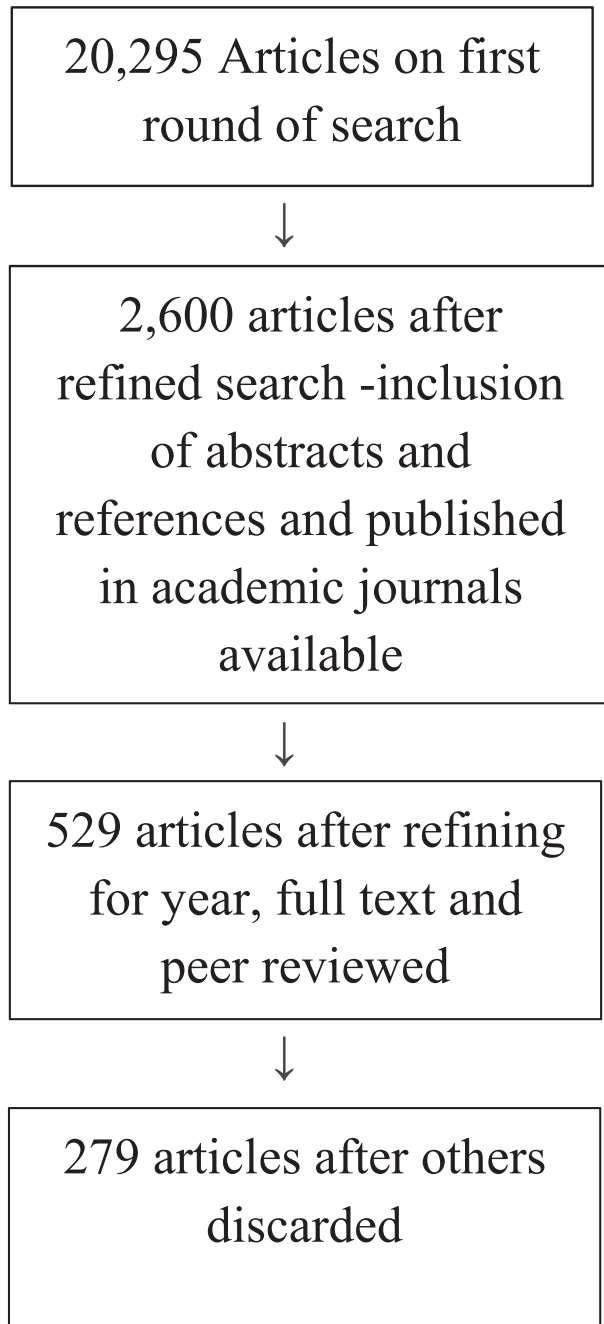 20,295 Articles on first
round of search
↓
2,600 articles after
refined search -inclusion
of abstracts and
references and published
in academic journals
available
↓
529 articles after refining
for year, full text and
peer reviewed
↓
279 articles after others
discarded